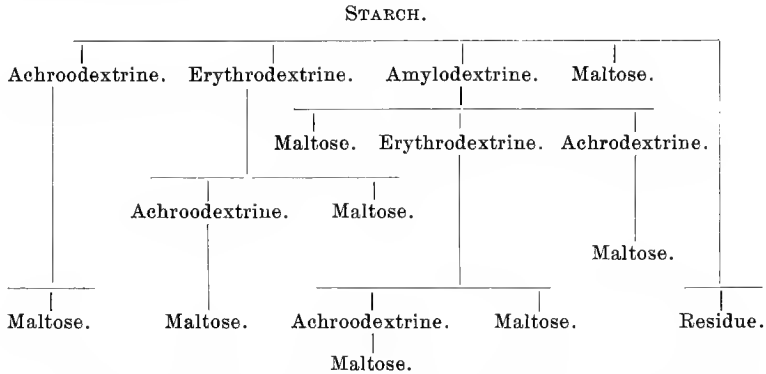 STARCH.
Achroodextrine. Erythrodextrine. Amylodextrine. Maltose.
Maltose. Erythrodextrine. Achrodextrine.
Achroodextrine. Maltose.
Maltose.
Maltose. Maltose. Achroodextrine. Maltose. Residue.
Maltose.